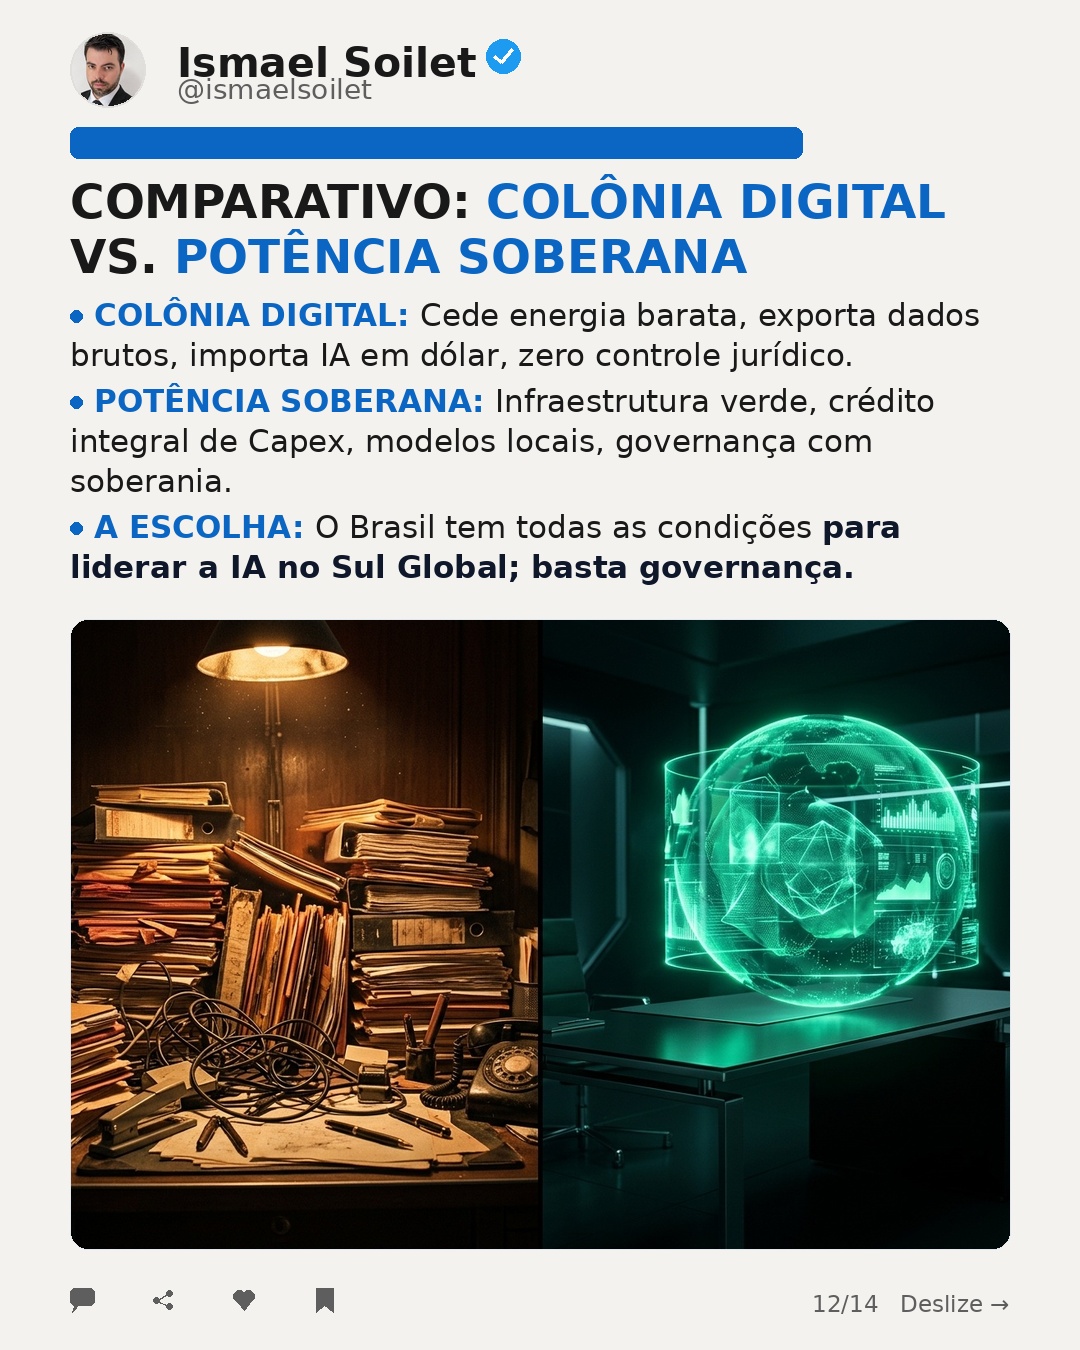 Ismael Soilet
@ismaelsoilet
COMPARATIVO: COLÔNIA DIGITAL
VS. POTÊNCIA SOBERANA
• COLÔNIA DIGITAL: Cede energia barata, exporta dados
brutos, importa IA em dólar, zero controle jurídico.
• POTÊNCIA SOBERANA: Infraestrutura verde, crédito
integral de Capex, modelos locais, governança com
soberania.
• A ESCOLHA: O Brasil tem todas as condições para
liderar a IA no Sul Global; basta governança.
12/14 Deslize →